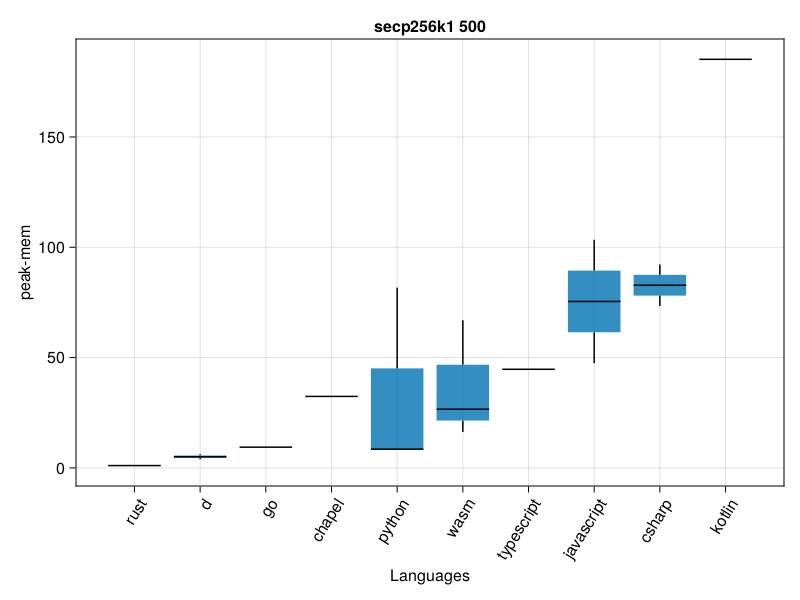 secp256k1 500
peak-mem
150
100
50
0
rust
d
go
chapel
python
wasm
typescript
javascript
csharp
kotlin
Languages